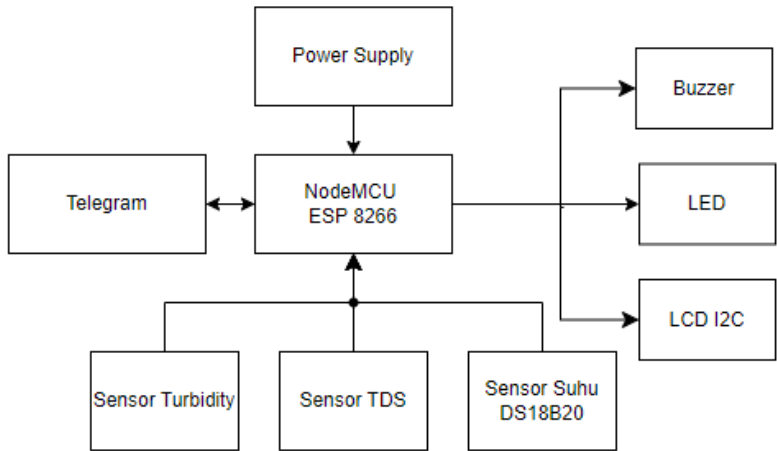 Power Supply
Buzzer
Telegram
NodeMCU
ESP 8266
LED
LCD I2C
Sensor Turbidity
Sensor TDS
Sensor Suhu
DS18B20